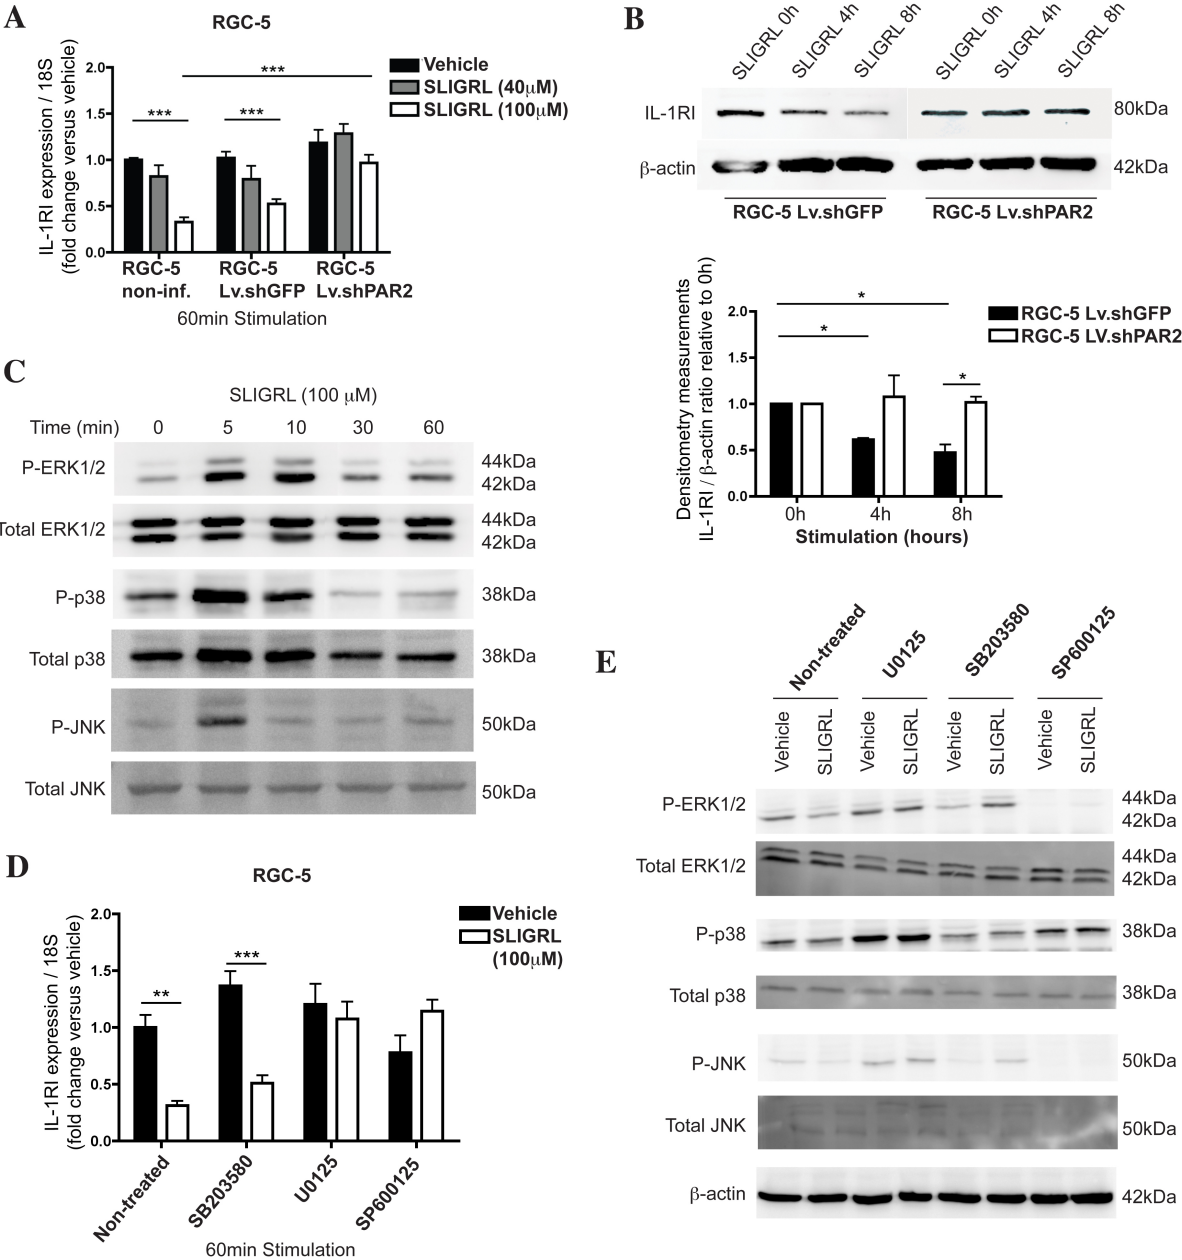 A
RGC-5
IL-1RI expression / 18S
(fold change versus vehicle)
2.0
1.5
1.0
0.5
0.0
***
***
***
Vehicle
SLIGRL (40µM)
SLIGRL (100µM)
RGC-5
non-inf.
RGC-5
Lv.shGFP
RGC-5
Lv.shPAR2
60min Stimulation
B
SLIGRL 0h
SLIGRL 4h
SLIGRL 8h
SLIGRL 0h
SLIGRL 4h
SLIGRL 8h
IL-1RI
80kDa
β-actin
42kDa
RGC-5 Lv.shGFP
RGC-5 Lv.shPAR2
Densitometry measurements
IL-1RI / β-actin ratio relative to 0h)
2.0
1.5
1.0
0.5
0.0
*
*
*
RGC-5 Lv.shGFP
RGC-5 LV.shPAR2
0h
4h
8h
Stimulation (hours)
C
SLIGRL (100 µM)
Time (min)
0
5
10
30
60
P-ERK1/2
44kDa
42kDa
Total ERK1/2
44kDa
42kDa
P-p38
38kDa
Total p38
38kDa
P-JNK
50kDa
Total JNK
50kDa
D
RGC-5
IL-1RI expression / 18S
(fold change versus vehicle)
2.0
1.5
1.0
0.5
0.0
**
***
Vehicle
SLIGRL
(100µM)
Non-treated
SB203580
U0125
SP600125
60min Stimulation
E
Non-treated
U0125
SB203580
SP600125
Vehicle
SLIGRL
Vehicle
SLIGRL
Vehicle
SLIGRL
Vehicle
SLIGRL
P-ERK1/2
44kDa
42kDa
Total ERK1/2
44kDa
42kDa
P-p38
38kDa
Total p38
38kDa
P-JNK
50kDa
Total JNK
50kDa
β-actin
42kDa